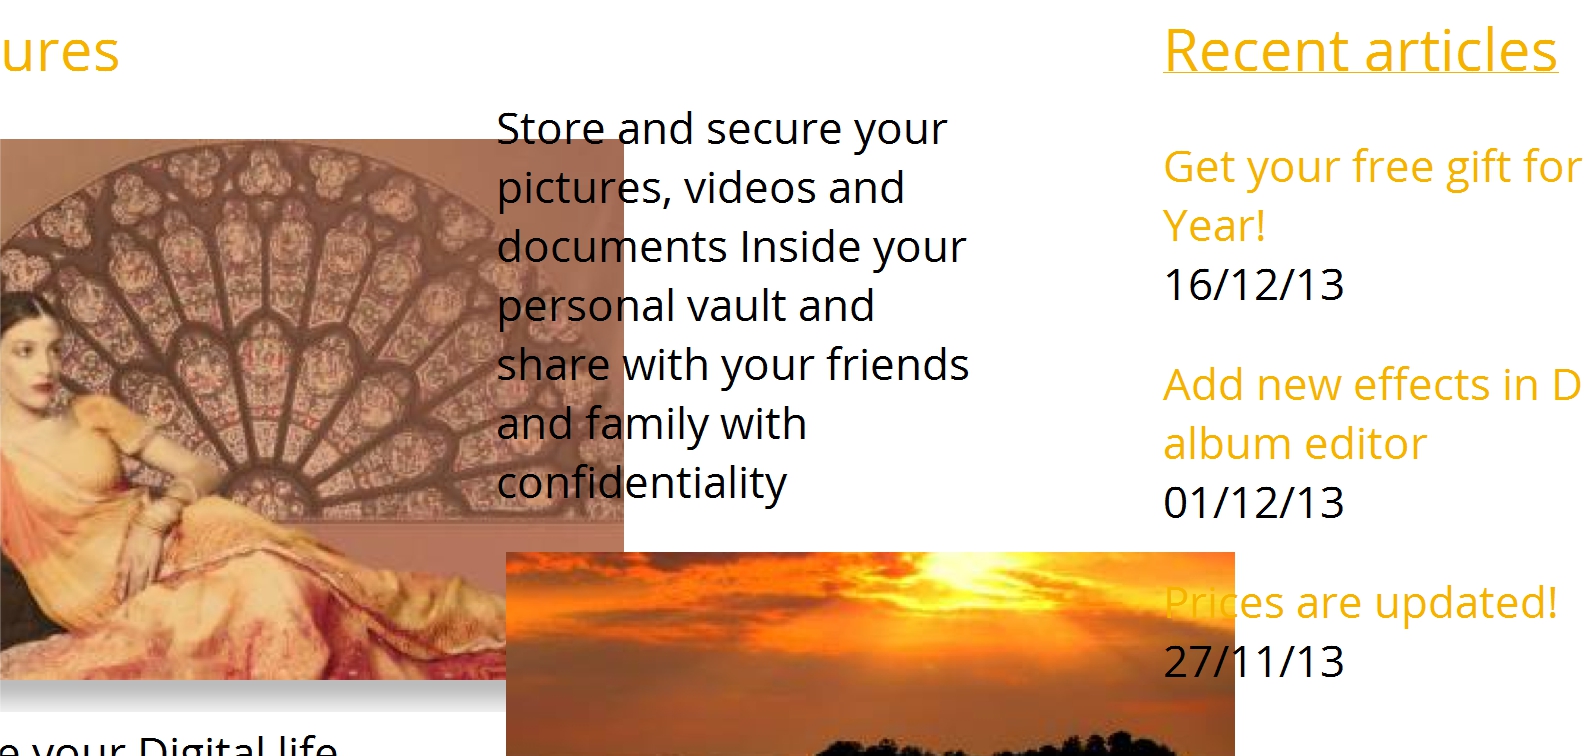 ures
Store and secure your
pictures, videos and
documents Inside your
personal vault and
share with your friends
and family with
confidentiality
e your Digital life
Recent articles
Get your free gift for
Year!
16/12/13
Add new effects in D
album editor
01/12/13
Prices are updated!
27/11/13